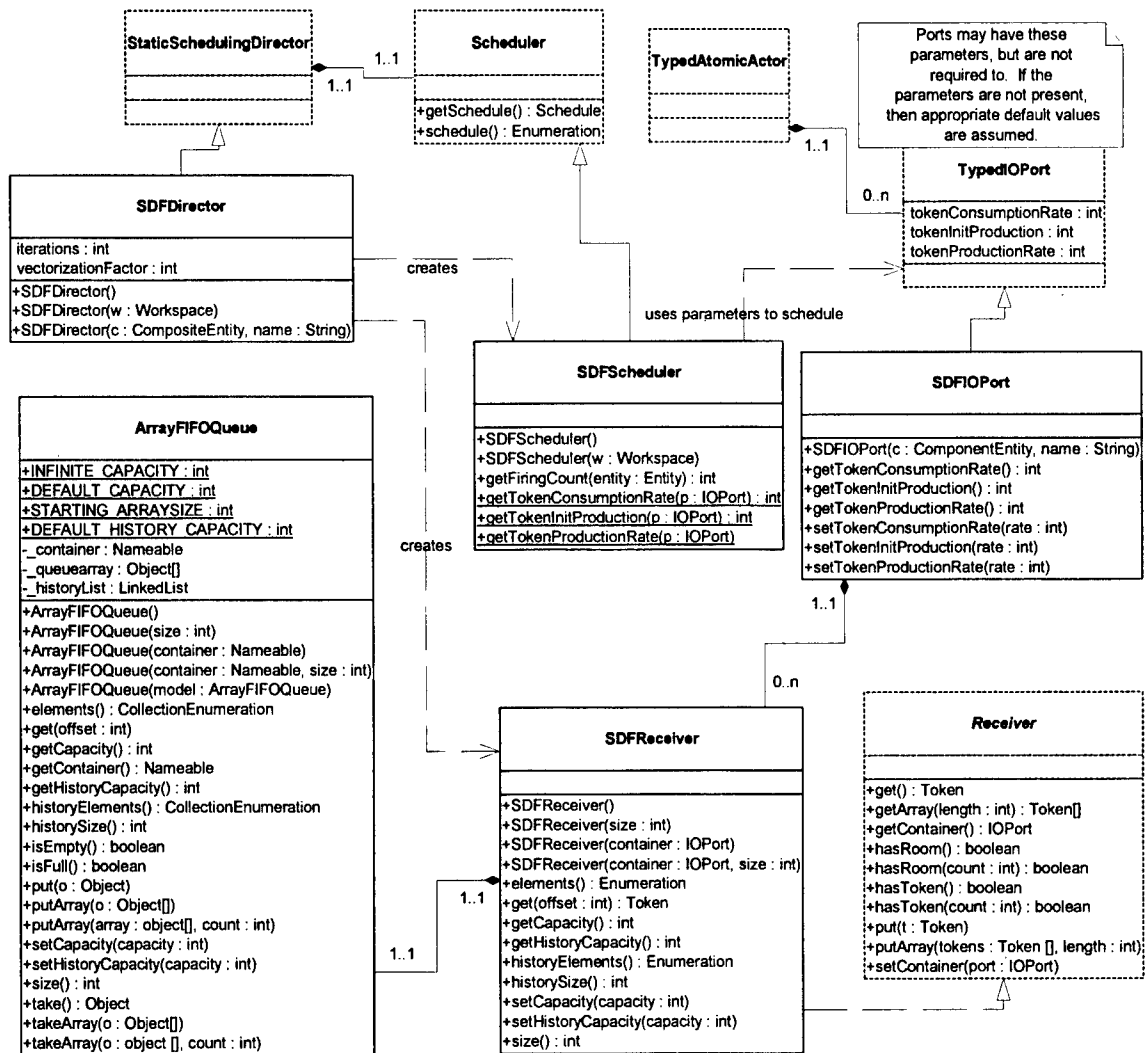 StaticSchedulingDirector
1..1
1..1
Scheduler
+getSchedule() : Schedule
+schedule() : Enumeration
TypedAtomicActor
1..1
0..n
Ports may have these
parameters, but are not
required to. If the
parameters are not present,
then appropriate default values
are assumed.
TypedIOPort
tokenConsumptionRate : int
tokenInitProduction : int
tokenProductionRate : int
SDFDirector
iterations : int
vectorizationFactor : int
+SDFDirector()
+SDFDirector(w : Workspace)
+SDFDirector(c : CompositeEntity, name : String)
creates
uses parameters to schedule
SDFScheduler
+SDFScheduler()
+SDFScheduler(w : Workspace)
+getFiringCount(entity : Entity) : int
+getTokenConsumptionRate(p : IOPort) : int
+getTokenInitProduction(p : IOPort) : int
+getTokenProductionRate(p : IOPort)
SDFIOPort
+SDFIOPort(c : ComponentEntity, name : String)
+getTokenConsumptionRate() : int
+getTokenInitProduction() : int
+getTokenProductionRate() : int
+setTokenConsumptionRate(rate : int)
+setTokenInitProduction(rate : int)
+setTokenProductionRate(rate : int)
1..1
0..n
ArrayFIFOQueue
+INFINITE_CAPACITY : int
+DEFAULT_CAPACITY : int
+STARTING_ARRAYSIZE : int
+DEFAULT_HISTORY_CAPACITY : int
-_container : Nameable
-_queuearray : Object[]
-_historyList : LinkedList
+ArrayFIFOQueue()
+ArrayFIFOQueue(size : int)
+ArrayFIFOQueue(container : Nameable)
+ArrayFIFOQueue(container : Nameable, size : int)
+ArrayFIFOQueue(model : ArrayFIFOQueue)
+elements() : CollectionEnumeration
+get(offset : int)
+getCapacity() : int
+getContainer() : Nameable
+getHistoryCapacity() : int
+historyElements() : CollectionEnumeration
+historySize() : int
+isEmpty() : boolean
+isFull() : boolean
+put(o : Object)
+putArray(o : Object[])
+putArray(array : object[], count : int)
+setCapacity(capacity : int)
+setHistoryCapacity(capacity : int)
+size() : int
+take() : Object
+takeArray(o : Object[])
+takeArray(o : object [], count : int)
creates
1..1
1..1
SDFReceiver
+SDFReceiver()
+SDFReceiver(size : int)
+SDFReceiver(container : IOPort)
+SDFReceiver(container : IOPort, size : int)
+elements() : Enumeration
+get(offset : int) : Token
+getCapacity() : int
+getHistoryCapacity() : int
+historyElements() : Enumeration
+historySize() : int
+setCapacity(capacity : int)
+setHistoryCapacity(capacity : int)
+size() : int
Receiver
+get() : Token
+getArray(length : int) : Token[]
+getContainer() : IOPort
+hasRoom() : boolean
+hasRoom(count : int) : boolean
+hasToken() : boolean
+hasToken(count : int) : boolean
+put(t : Token)
+putArray(tokens : Token [], length : int)
+setContainer(port : IOPort)